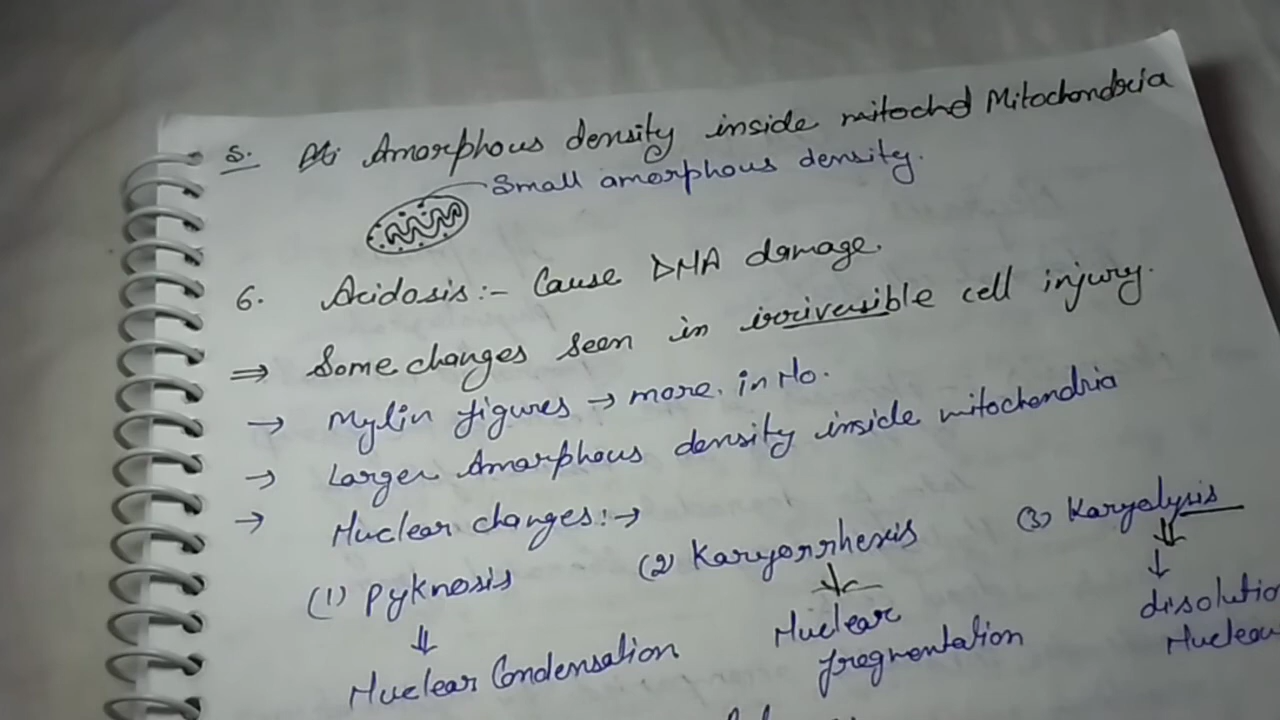 5. Amorphous density inside mitochd Mitochondria
Small amorphous density.
6. Acidosis:- Cause DNA damage.
⇒ Some changes seen in irriversible cell injury.
→ Mylin figures → more in No.
→ Larger Amorphous density inside mitochondria
→ Nuclear changes:→
(1) Pyknosis (2) Karyorrhexis (3) Karyolysis
⇓ ↓ ⇓ ↓
Nuclear Condensation Nuclear fregmentation disolutio Nuclea